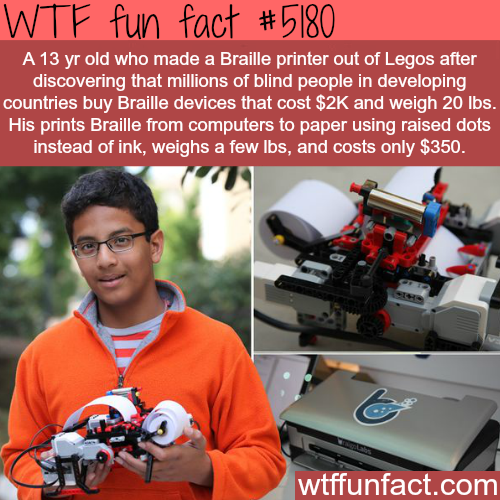 WTF fun fact #5180
A 13 yr old who made a Braille printer out of Legos after
discovering that millions of blind people in developing
countries buy Braille devices that cost $2K and weigh 20 lbs.
His prints Braille from computers to paper using raised dots
instead of ink, weighs a few lbs, and costs only $350.
wtffunfact.com